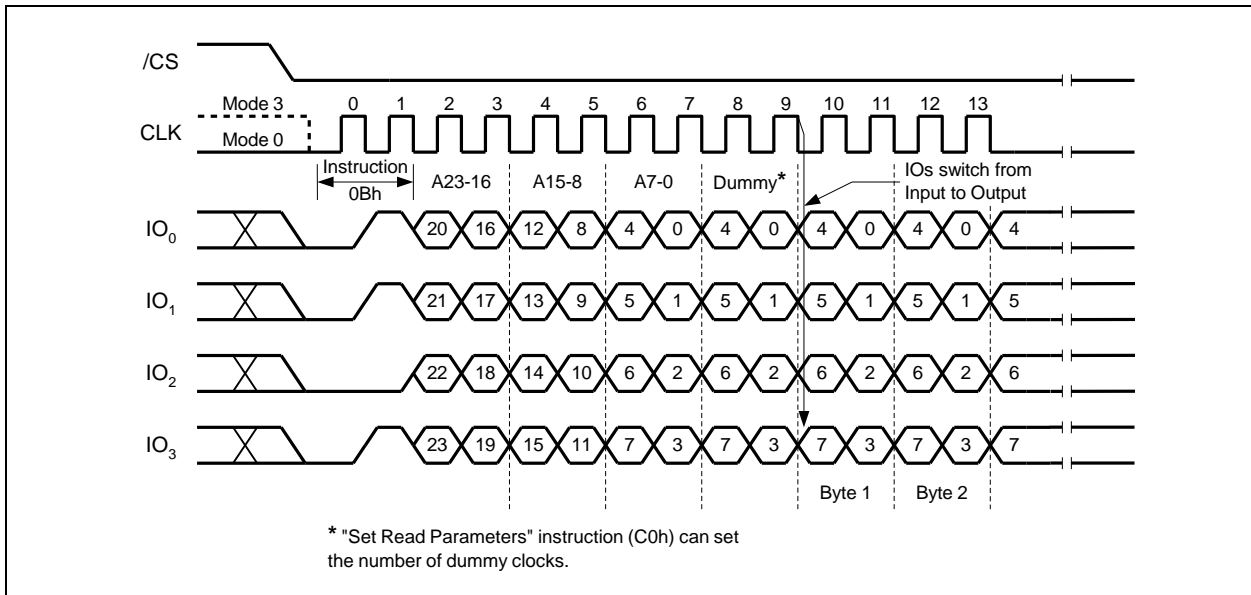 /CS
Mode 3 0 1 2 3 4 5 6 7 8 9 10 11 12 13
CLK
Mode 0
Instruction
0Bh
A23-16 A15-8 A7-0 Dummy*
IOs switch from
Input to Output
IO0 20 16 12 8 4 0 4 0 4 0 4 0 4
IO1 21 17 13 9 5 1 5 1 5 1 5 1 5
IO2 22 18 14 10 6 2 6 2 6 2 6 2 6
IO3 23 19 15 11 7 3 7 3 7 3 7 3 7
Byte 1 Byte 2
* "Set Read Parameters" instruction (C0h) can set
the number of dummy clocks.